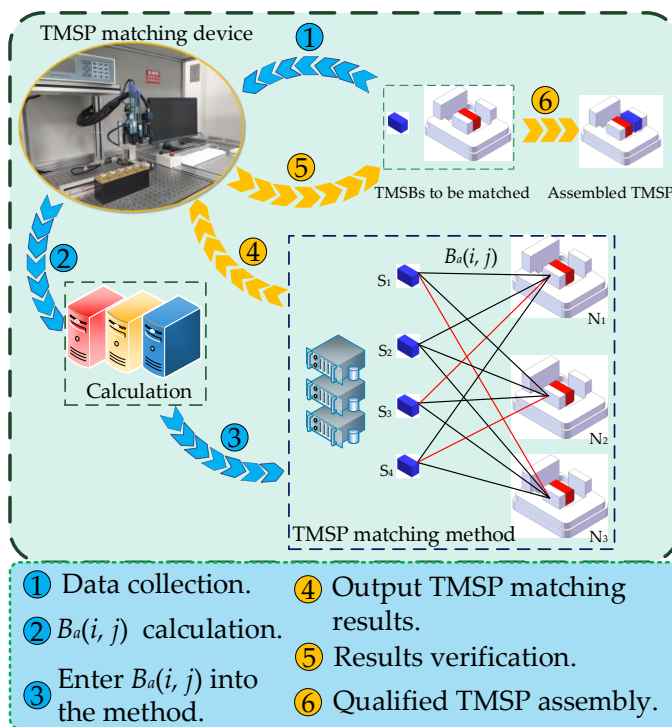 TMSP matching device
1
6
5
TMSBs to be matched
Assembled TMSP
2
4
Bₐ(i, j)
S₁
N₁
S₂
Calculation
S₃
N₂
3
S₄
TMSP matching method
N₃
1 Data collection.
2 Bₐ(i, j) calculation.
3 Enter Bₐ(i, j) into
the method.
4 Output TMSP matching
results.
5 Results verification.
6 Qualified TMSP assembly.